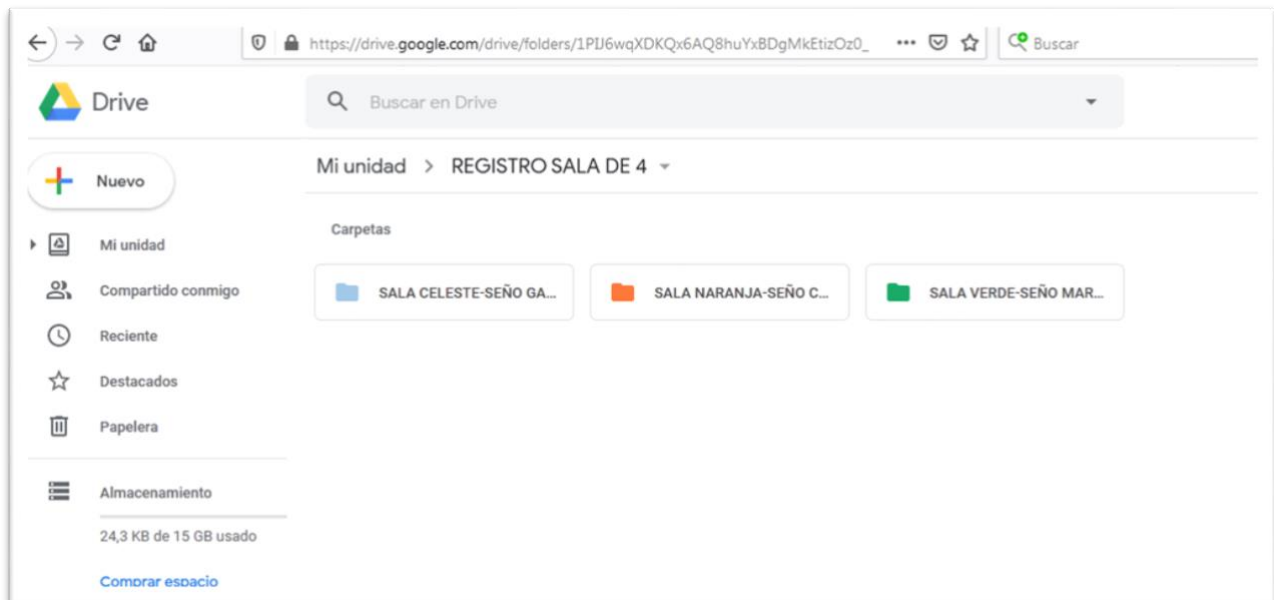 https://drive.google.com/drive/folders/1PIJ6wqXDKQx6AQ8huYxBDgMkEtizOz0_ ••• Buscar
Drive
Buscar en Drive
Nuevo
Mi unidad > REGISTRO SALA DE 4
Mi unidad
Compartido conmigo
Reciente
Destacados
Papelera
Almacenamiento
24,3 KB de 15 GB usado
Comprar espacio
Carpetas
SALA CELESTE-SEÑO GA...
SALA NARANJA-SEÑO C...
SALA VERDE-SEÑO MAR...